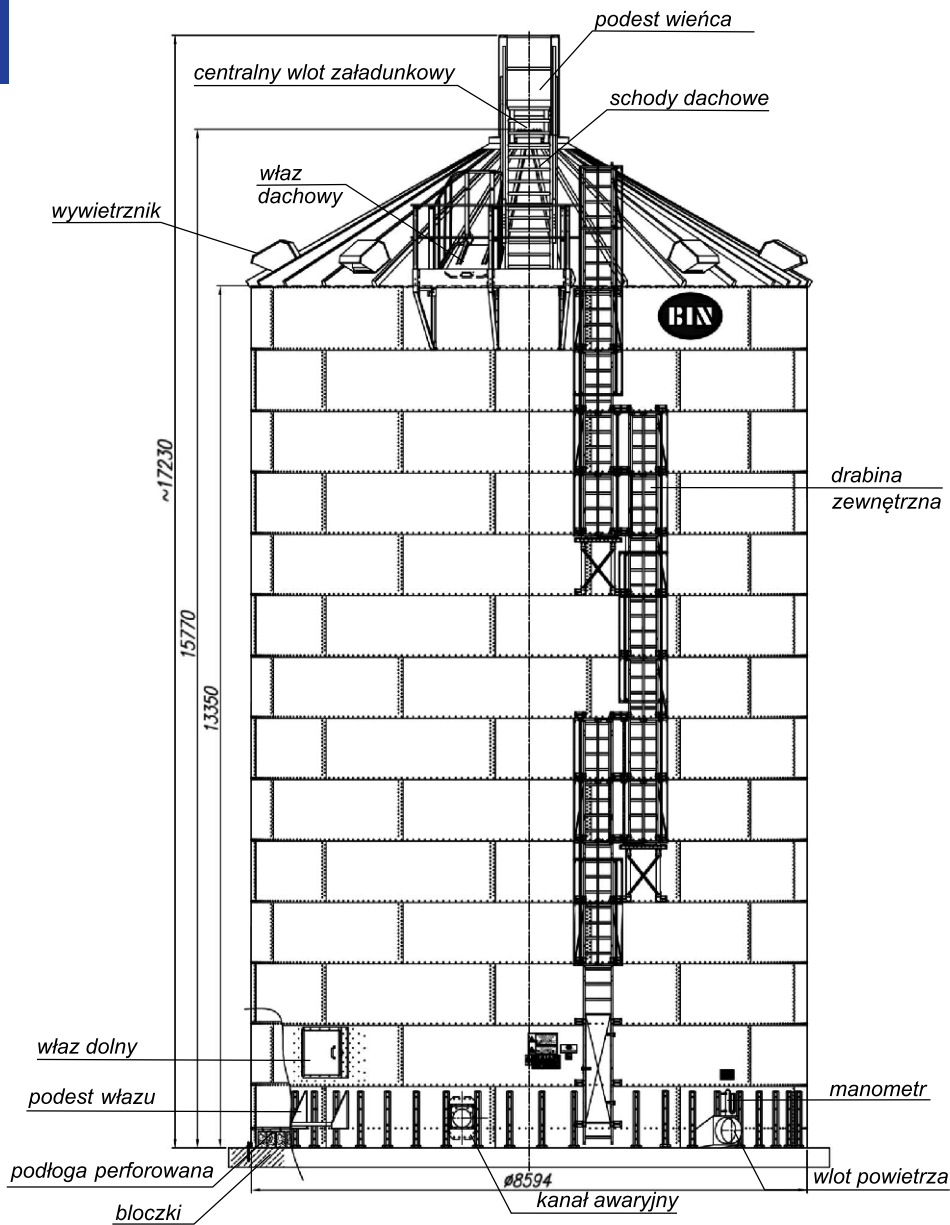 podest wieńca
centralny wlot załadunkowy
schody dachowe
właz
dachowy
wywietrznik
BIN
drabina
zewnętrzna
~17230
15770
13350
właz dolny
podest włazu
manometr
podłoga perforowana
bloczki
ø8594
kanał awaryjny
wlot powietrza